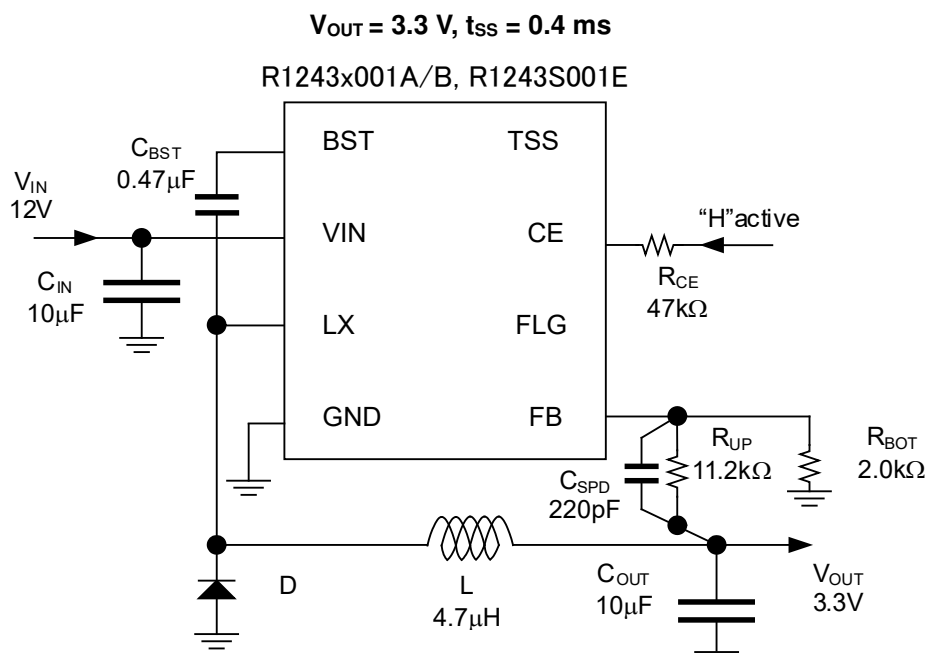 VOUT = 3.3 V, tSS = 0.4 ms
R1243x001A/B, R1243S001E
BST
TSS
CBST
0.47μF
VIN
12V
VIN
CE
"H"active
RCE
47kΩ
CIN
10μF
LX
FLG
GND
FB
RUP
11.2kΩ
RBOT
2.0kΩ
CSPD
220pF
D
L
4.7μH
COUT
10μF
VOUT
3.3V